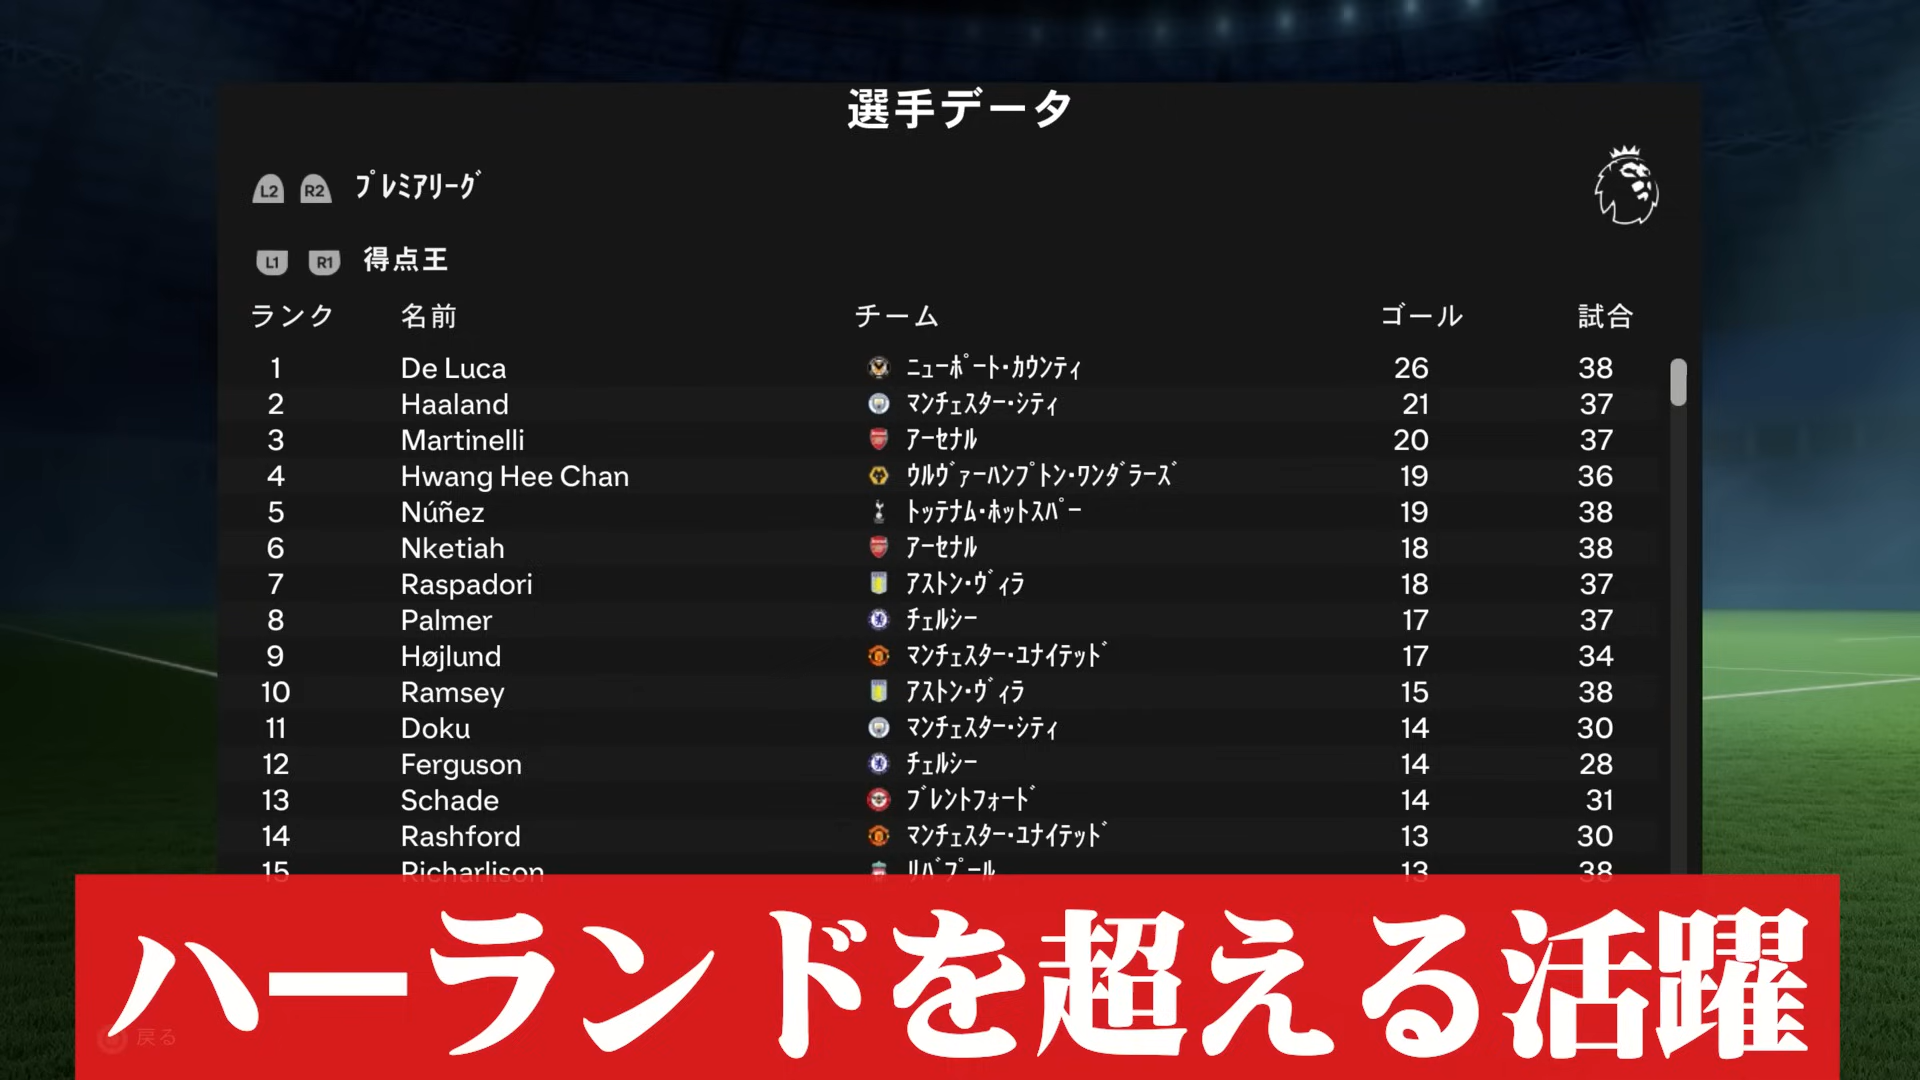 選手データ
L2 R2 プレミアリーグ
L1 R1 得点王
ランク 名前 チーム ゴール 試合
1 De Luca ニューポート・カウンティ 26 38
2 Haaland マンチェスター・シティ 21 37
3 Martinelli アーセナル 20 37
4 Hwang Hee Chan ウルヴァーハンプトン・ワンダラーズ 19 36
5 Núñez トッテナム・ホットスパー 19 38
6 Nketiah アーセナル 18 38
7 Raspadori アストン・ヴィラ 18 37
8 Palmer チェルシー 17 37
9 Højlund マンチェスター・ユナイテッド 17 34
10 Ramsey アストン・ヴィラ 15 38
11 Doku マンチェスター・シティ 14 30
12 Ferguson チェルシー 14 28
13 Schade ブレントフォード 14 31
14 Rashford マンチェスター・ユナイテッド 13 30
15 Richarlison リバプール 13 38
ハーランドを超える活躍
戻る